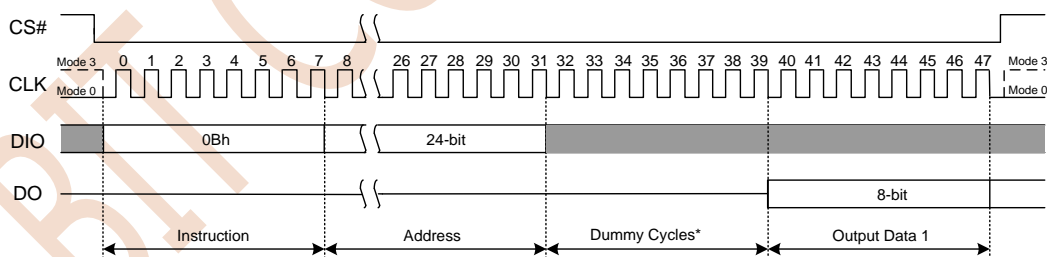 CS#
Mode 3 0 1 2 3 4 5 6 7 8 26 27 28 29 30 31 32 33 34 35 36 37 38 39 40 41 42 43 44 45 46 47 Mode 3
CLK Mode 0 Mode 0
DIO 0Bh 24-bit
DO 8-bit
Instruction Address Dummy Cycles* Output Data 1